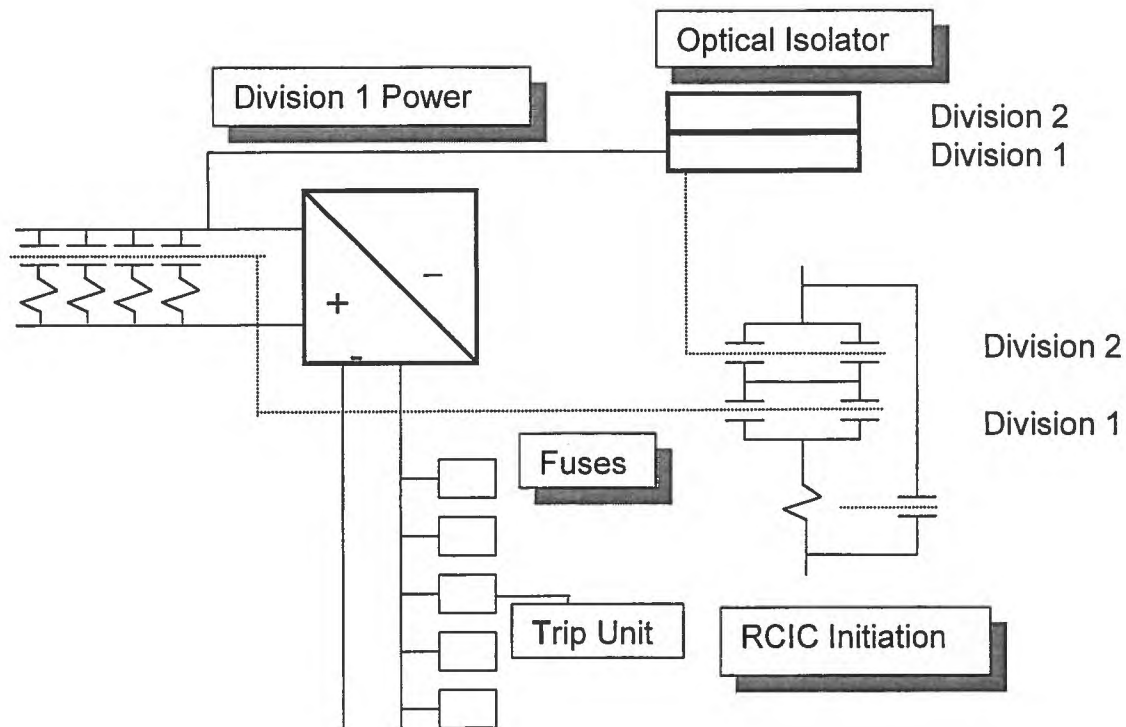 Optical Isolator
Division 1 Power
Division 2
Division 1
−
+
-
Division 2
Division 1
Fuses
Trip Unit
RCIC Initiation